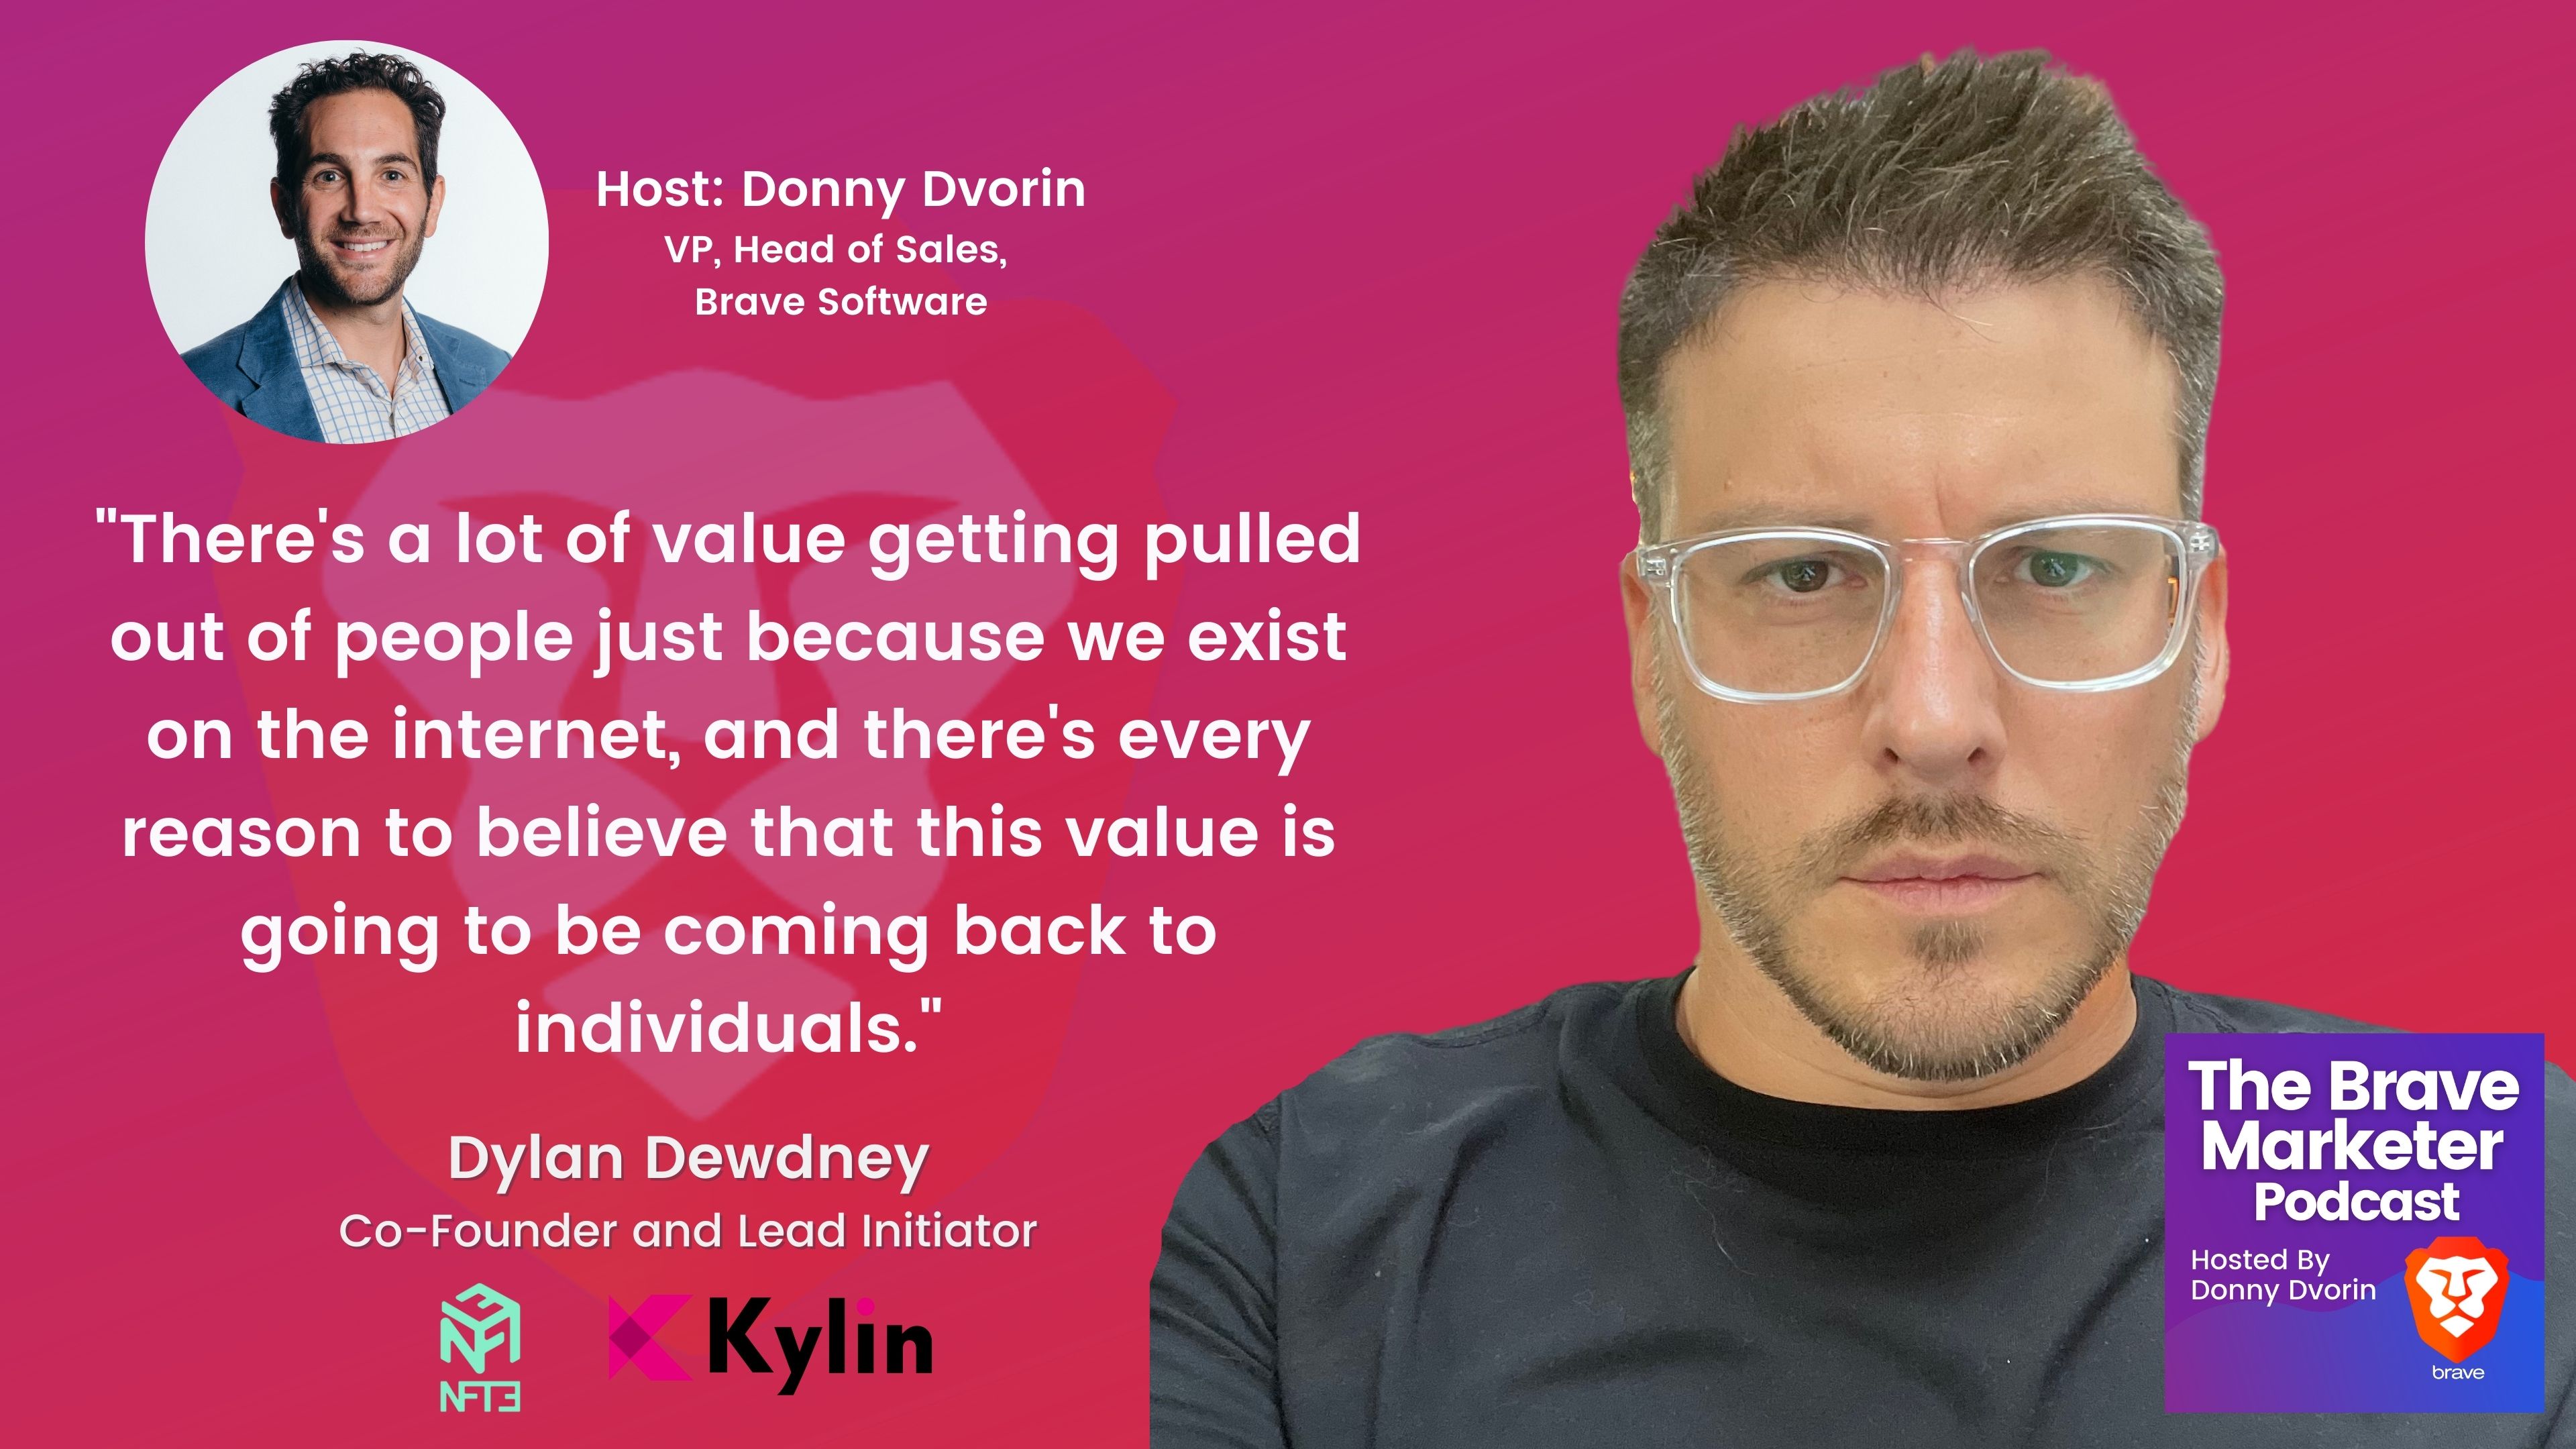 Host: Donny Dvorin
VP, Head of Sales,
Brave Software
"There's a lot of value getting pulled
out of people just because we exist
on the internet, and there's every
reason to believe that this value is
going to be coming back to
individuals."
Dylan Dewdney
Co-Founder and Lead Initiator
NFT3
NFT3
Kylin
The Brave
Marketer
Podcast
Hosted By
Donny Dvorin
brave